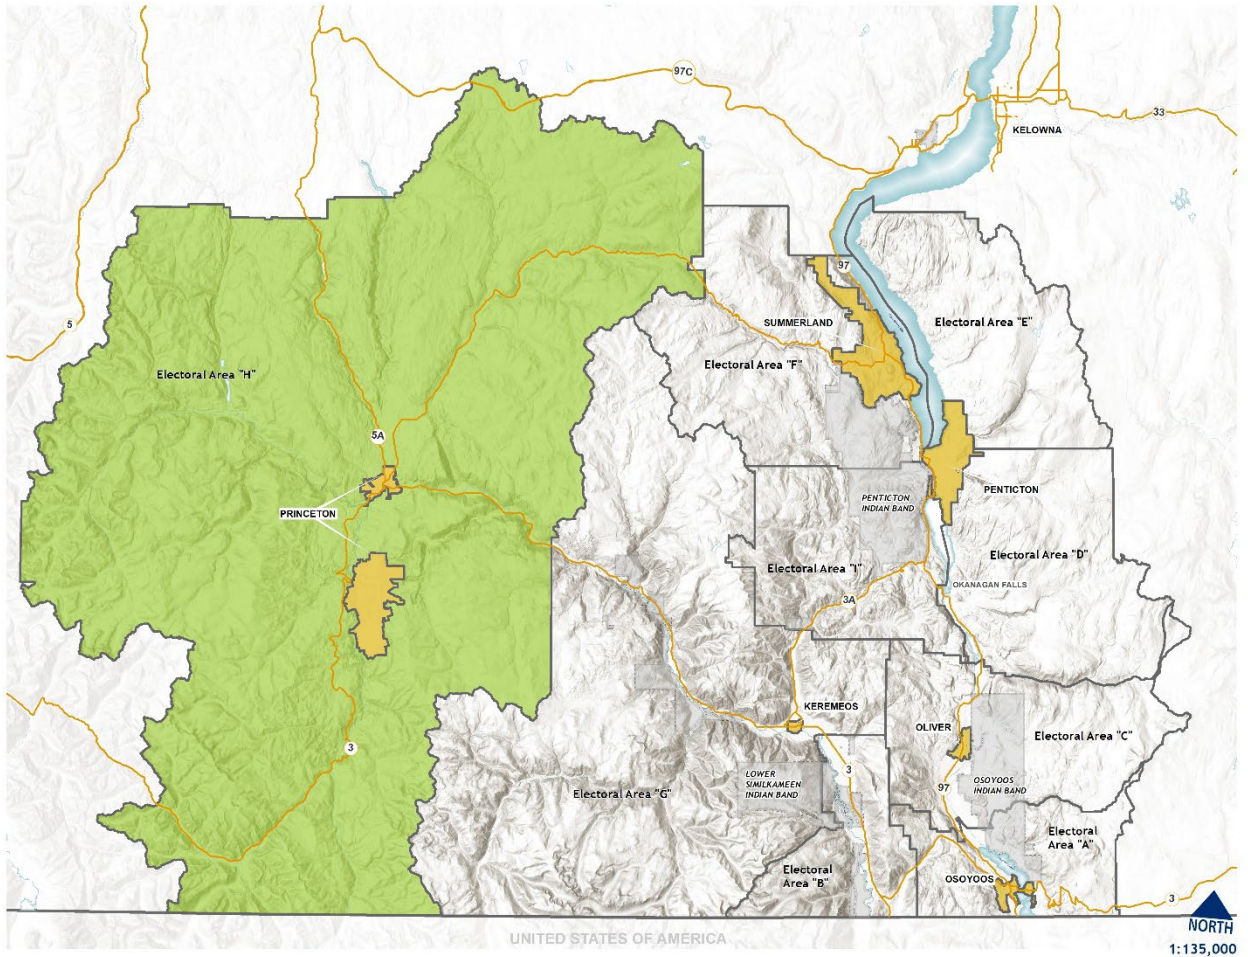 97C
33
KELOWNA
97
5
SUMMERLAND
Electoral Area "E"
Electoral Area "H"
Electoral Area "F"
5A
PENTICTON
PENTICTON
INDIAN BAND
PRINCETON
Electoral Area "D"
Electoral Area "I"
OKANAGAN FALLS
3A
KEREMEOS
OLIVER
Electoral Area "C"
3
3
LOWER
SIMILKAMEEN
INDIAN BAND
OSOYOOS
INDIAN BAND
97
Electoral Area "G"
Electoral
Area "A"
Electoral
Area "B"
OSOYOOS
3
NORTH
UNITED STATES OF AMERICA
1:135,000